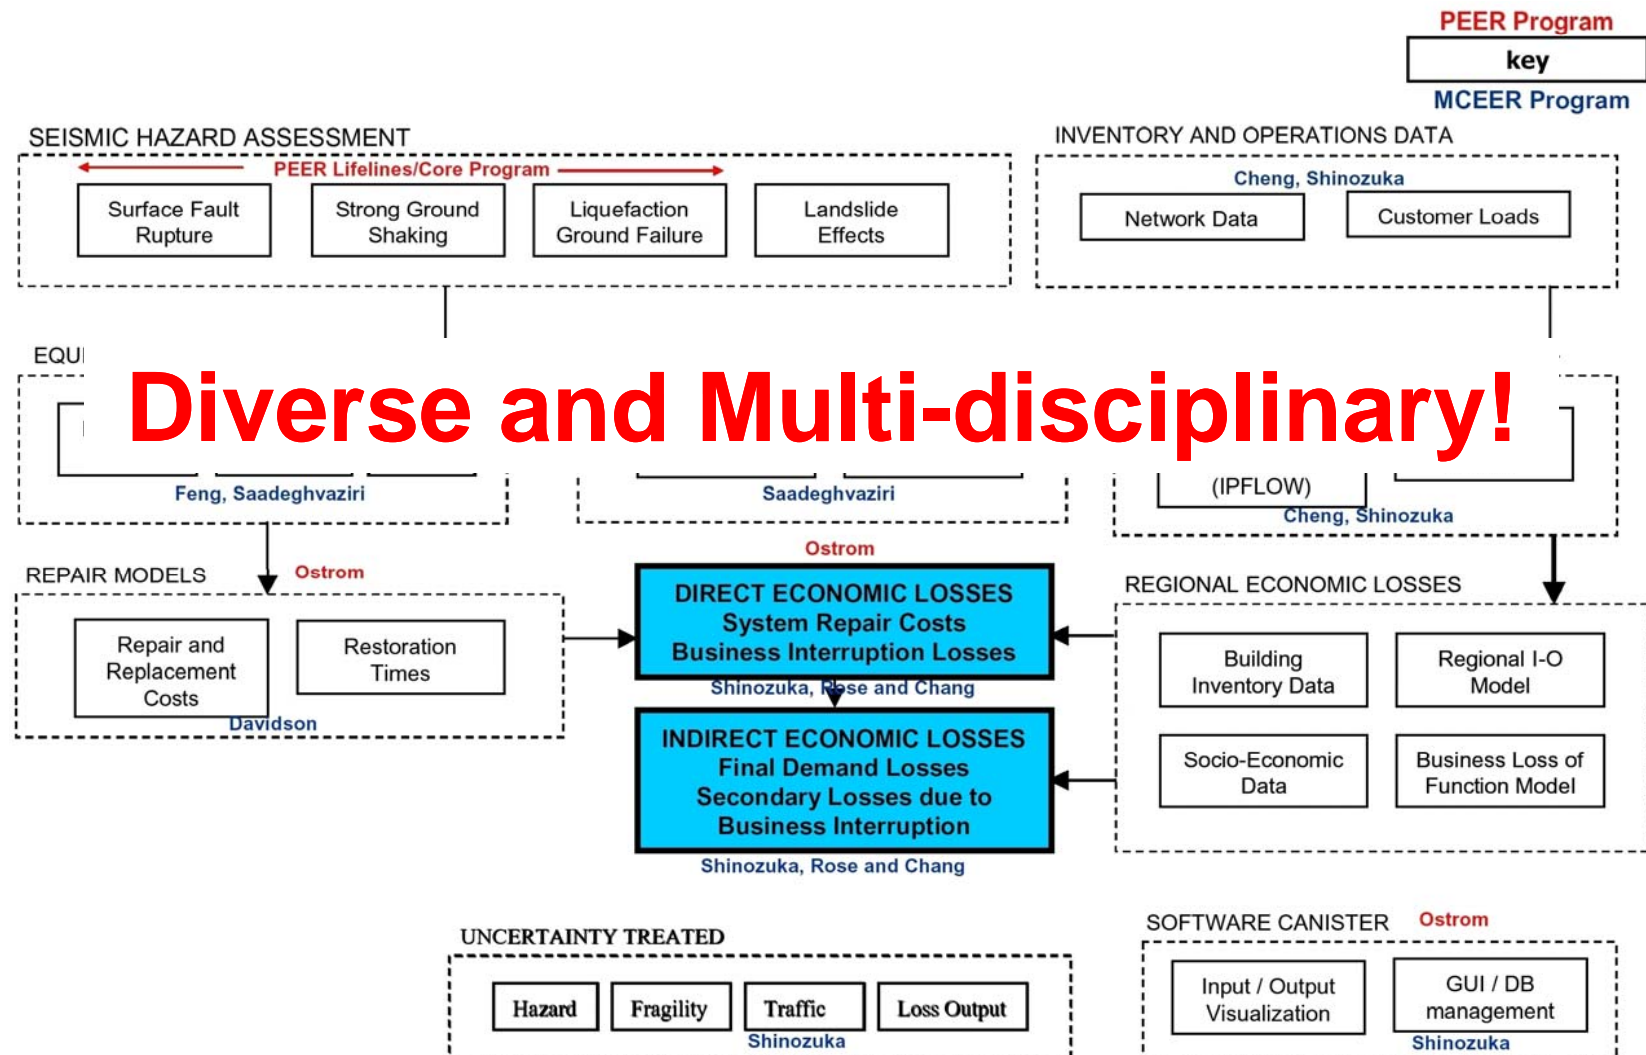 PEER Program
key
MCEER Program
SEISMIC HAZARD ASSESSMENT
PEER Lifelines/Core Program
Surface Fault
Rupture
Strong Ground
Shaking
Liquefaction
Ground Failure
Landslide
Effects
INVENTORY AND OPERATIONS DATA
Cheng, Shinozuka
Network Data
Customer Loads
EQUI
Diverse and Multi-disciplinary!
Feng, Saadeghvaziri
Saadeghvaziri
(IPFLOW)
Cheng, Shinozuka
REPAIR MODELS
Ostrom
Repair and
Replacement
Costs
Restoration
Times
Davidson
Ostrom
DIRECT ECONOMIC LOSSES
System Repair Costs
Business Interruption Losses
Shinozuka, Rose and Chang
INDIRECT ECONOMIC LOSSES
Final Demand Losses
Secondary Losses due to
Business Interruption
Shinozuka, Rose and Chang
REGIONAL ECONOMIC LOSSES
Building
Inventory Data
Regional I-O
Model
Socio-Economic
Data
Business Loss of
Function Model
UNCERTAINTY TREATED
Hazard
Fragility
Traffic
Loss Output
Shinozuka
SOFTWARE CANISTER
Ostrom
Input / Output
Visualization
GUI / DB
management
Shinozuka